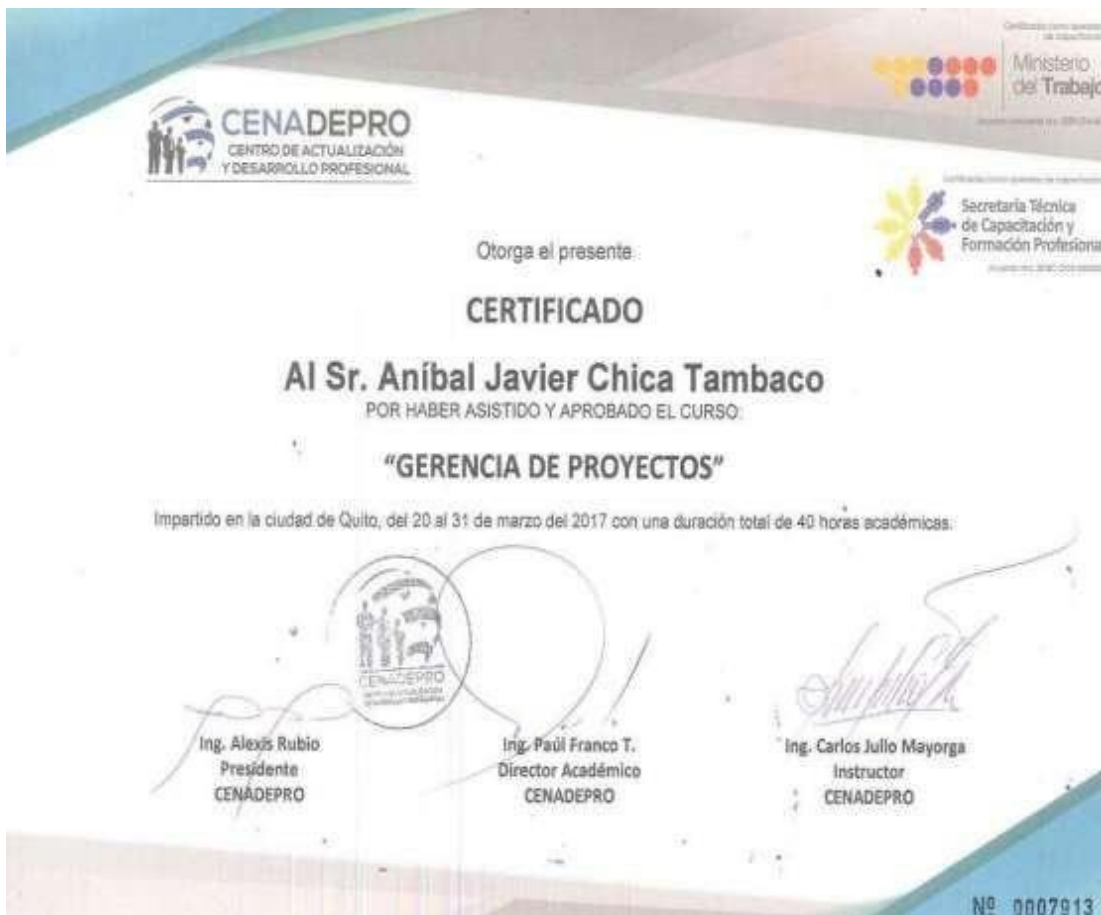 Ministerio
del Trabajo
CENADEPRO
CENTRO DE ACTUALIZACIÓN
Y DESARROLLO PROFESIONAL
Secretaría Técnica
de Capacitación y
Formación Profesional
Otorga el presente
CERTIFICADO
Al Sr. Aníbal Javier Chica Tambaco
POR HABER ASISTIDO Y APROBADO EL CURSO:
“GERENCIA DE PROYECTOS”
Impartido en la ciudad de Quito, del 20 al 31 de marzo del 2017 con una duración total de 40 horas académicas.
CENADEPRO
Ing. Alexis Rubio
Presidente
CENADEPRO
Ing. Paúl Franco T.
Director Académico
CENADEPRO
Ing. Carlos Julio Mayorga
Instructor
CENADEPRO
Nº 0007913